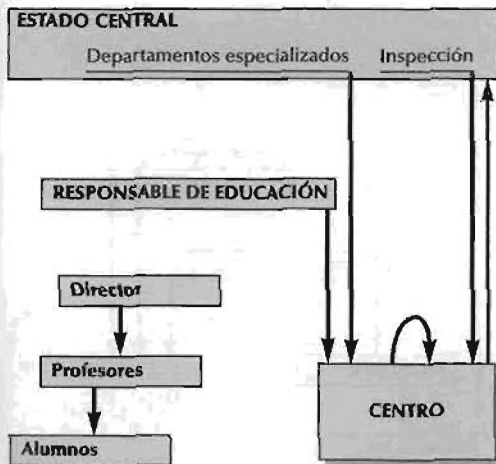 ESTADO CENTRAL
Departamentos especializados Inspección
RESPONSABLE DE EDUCACIÓN
Director
Profesores
CENTRO
Alumnos